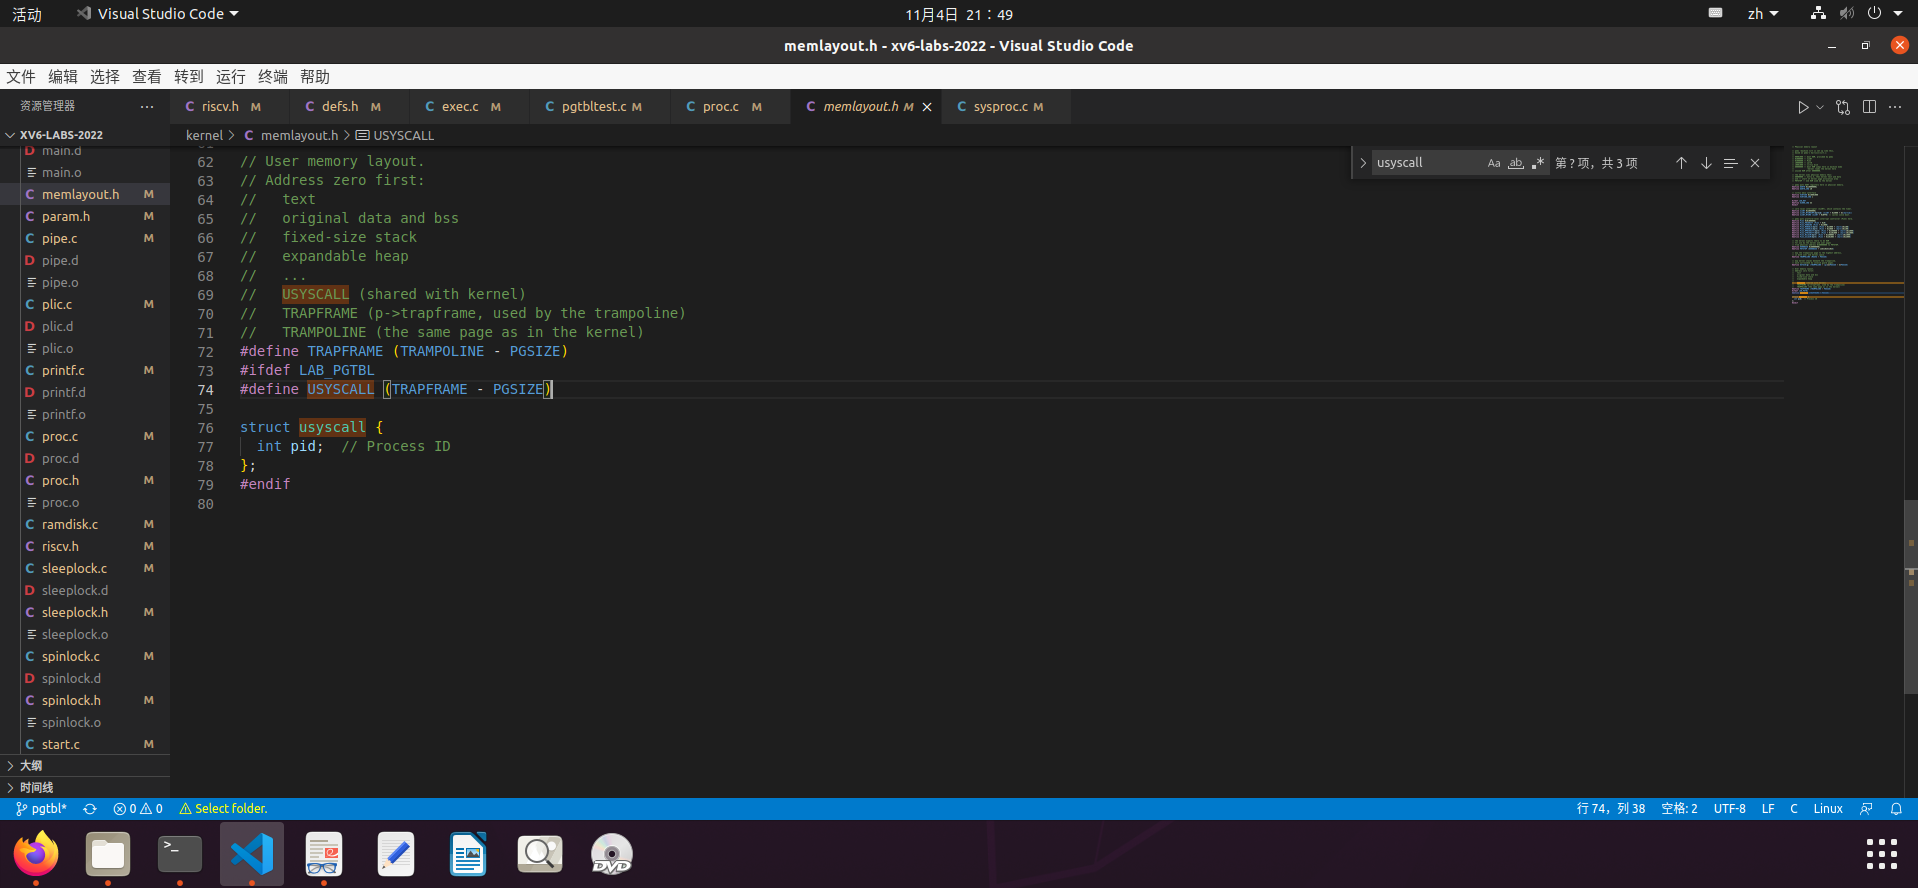 活动
Visual Studio Code
11月4日 21：49
zh
memlayout.h - xv6-labs-2022 - Visual Studio Code
文件 编辑 选择 查看 转到 运行 终端 帮助
资源管理器
C riscv.h M
C defs.h M
C exec.c M
C pgtbltest.c M
C proc.c M
C memlayout.h M
C sysproc.c M
XV6-LABS-2022
kernel > C memlayout.h > USYSCALL
D main.d
main.o
C memlayout.h M
C param.h M
C pipe.c M
D pipe.d
pipe.o
C plic.c M
D plic.d
plic.o
C printf.c M
D printf.d
printf.o
C proc.c M
D proc.d
C proc.h M
proc.o
C ramdisk.c M
C riscv.h M
C sleeplock.c M
D sleeplock.d
C sleeplock.h M
sleeplock.o
C spinlock.c M
D spinlock.d
C spinlock.h M
spinlock.o
C start.c M
大纲
时间线
62 // User memory layout.
63 // Address zero first:
64 //   text
65 //   original data and bss
66 //   fixed-size stack
67 //   expandable heap
68 //   ...
69 //   USYSCALL (shared with kernel)
70 //   TRAPFRAME (p->trapframe, used by the trampoline)
71 //   TRAMPOLINE (the same page as in the kernel)
72 #define TRAPFRAME (TRAMPOLINE - PGSIZE)
73 #ifdef LAB_PGTBL
74 #define USYSCALL (TRAPFRAME - PGSIZE)
75
76 struct usyscall {
77   int pid;  // Process ID
78 };
79 #endif
80
usyscall Aa ab .* 第 ? 项，共 3 项
pgtbl* 0 0 Select folder.
行 74，列 38 空格: 2 UTF-8 LF C Linux
>_
DVD